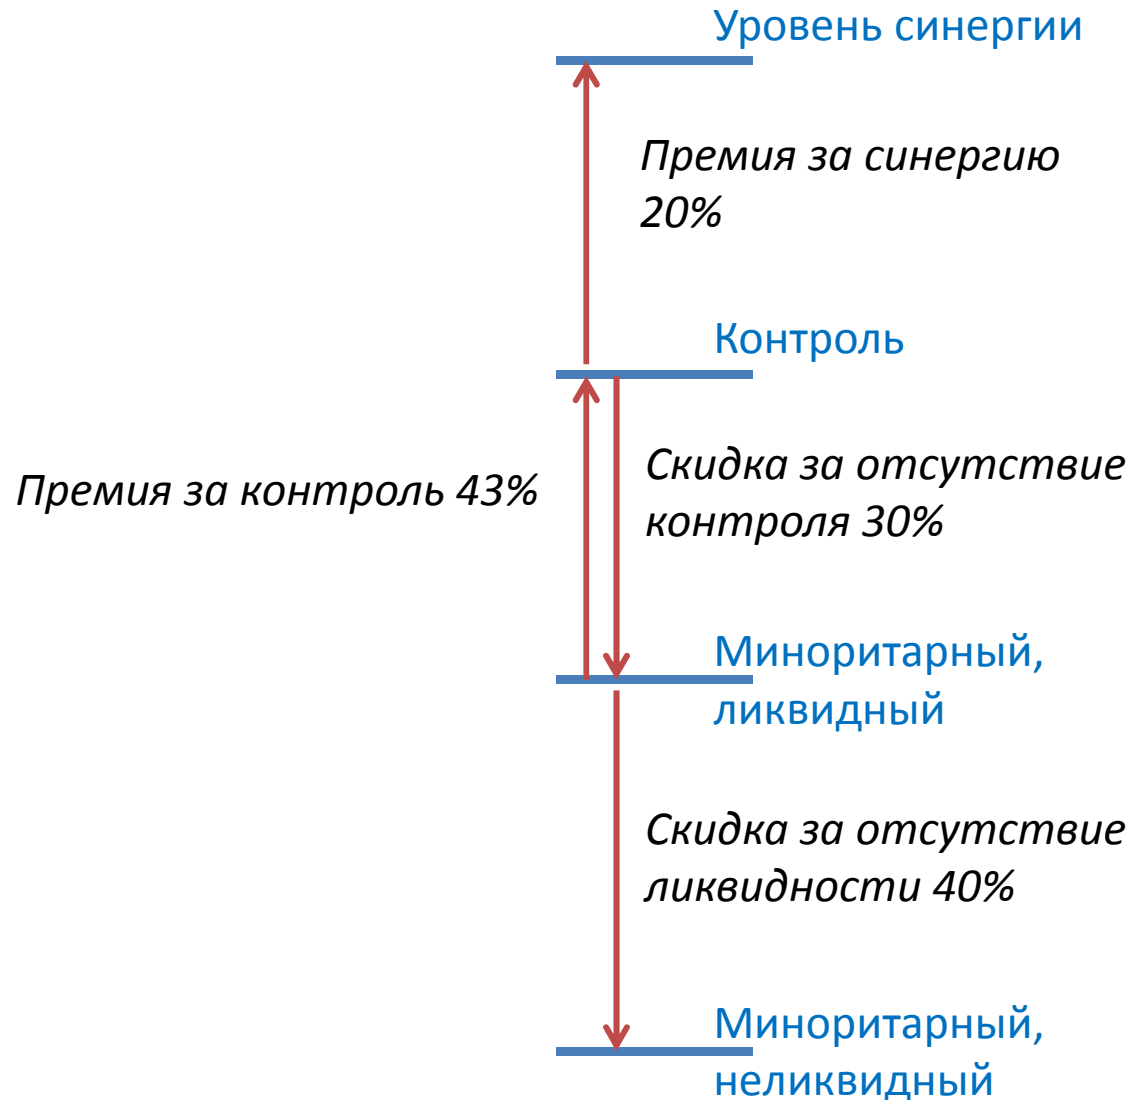 Уровень синергии
Премия за синергию
20%
Контроль
Премия за контроль 43%
Скидка за отсутствие
контроля 30%
Миноритарный,
ликвидный
Скидка за отсутствие
ликвидности 40%
Миноритарный,
неликвидный